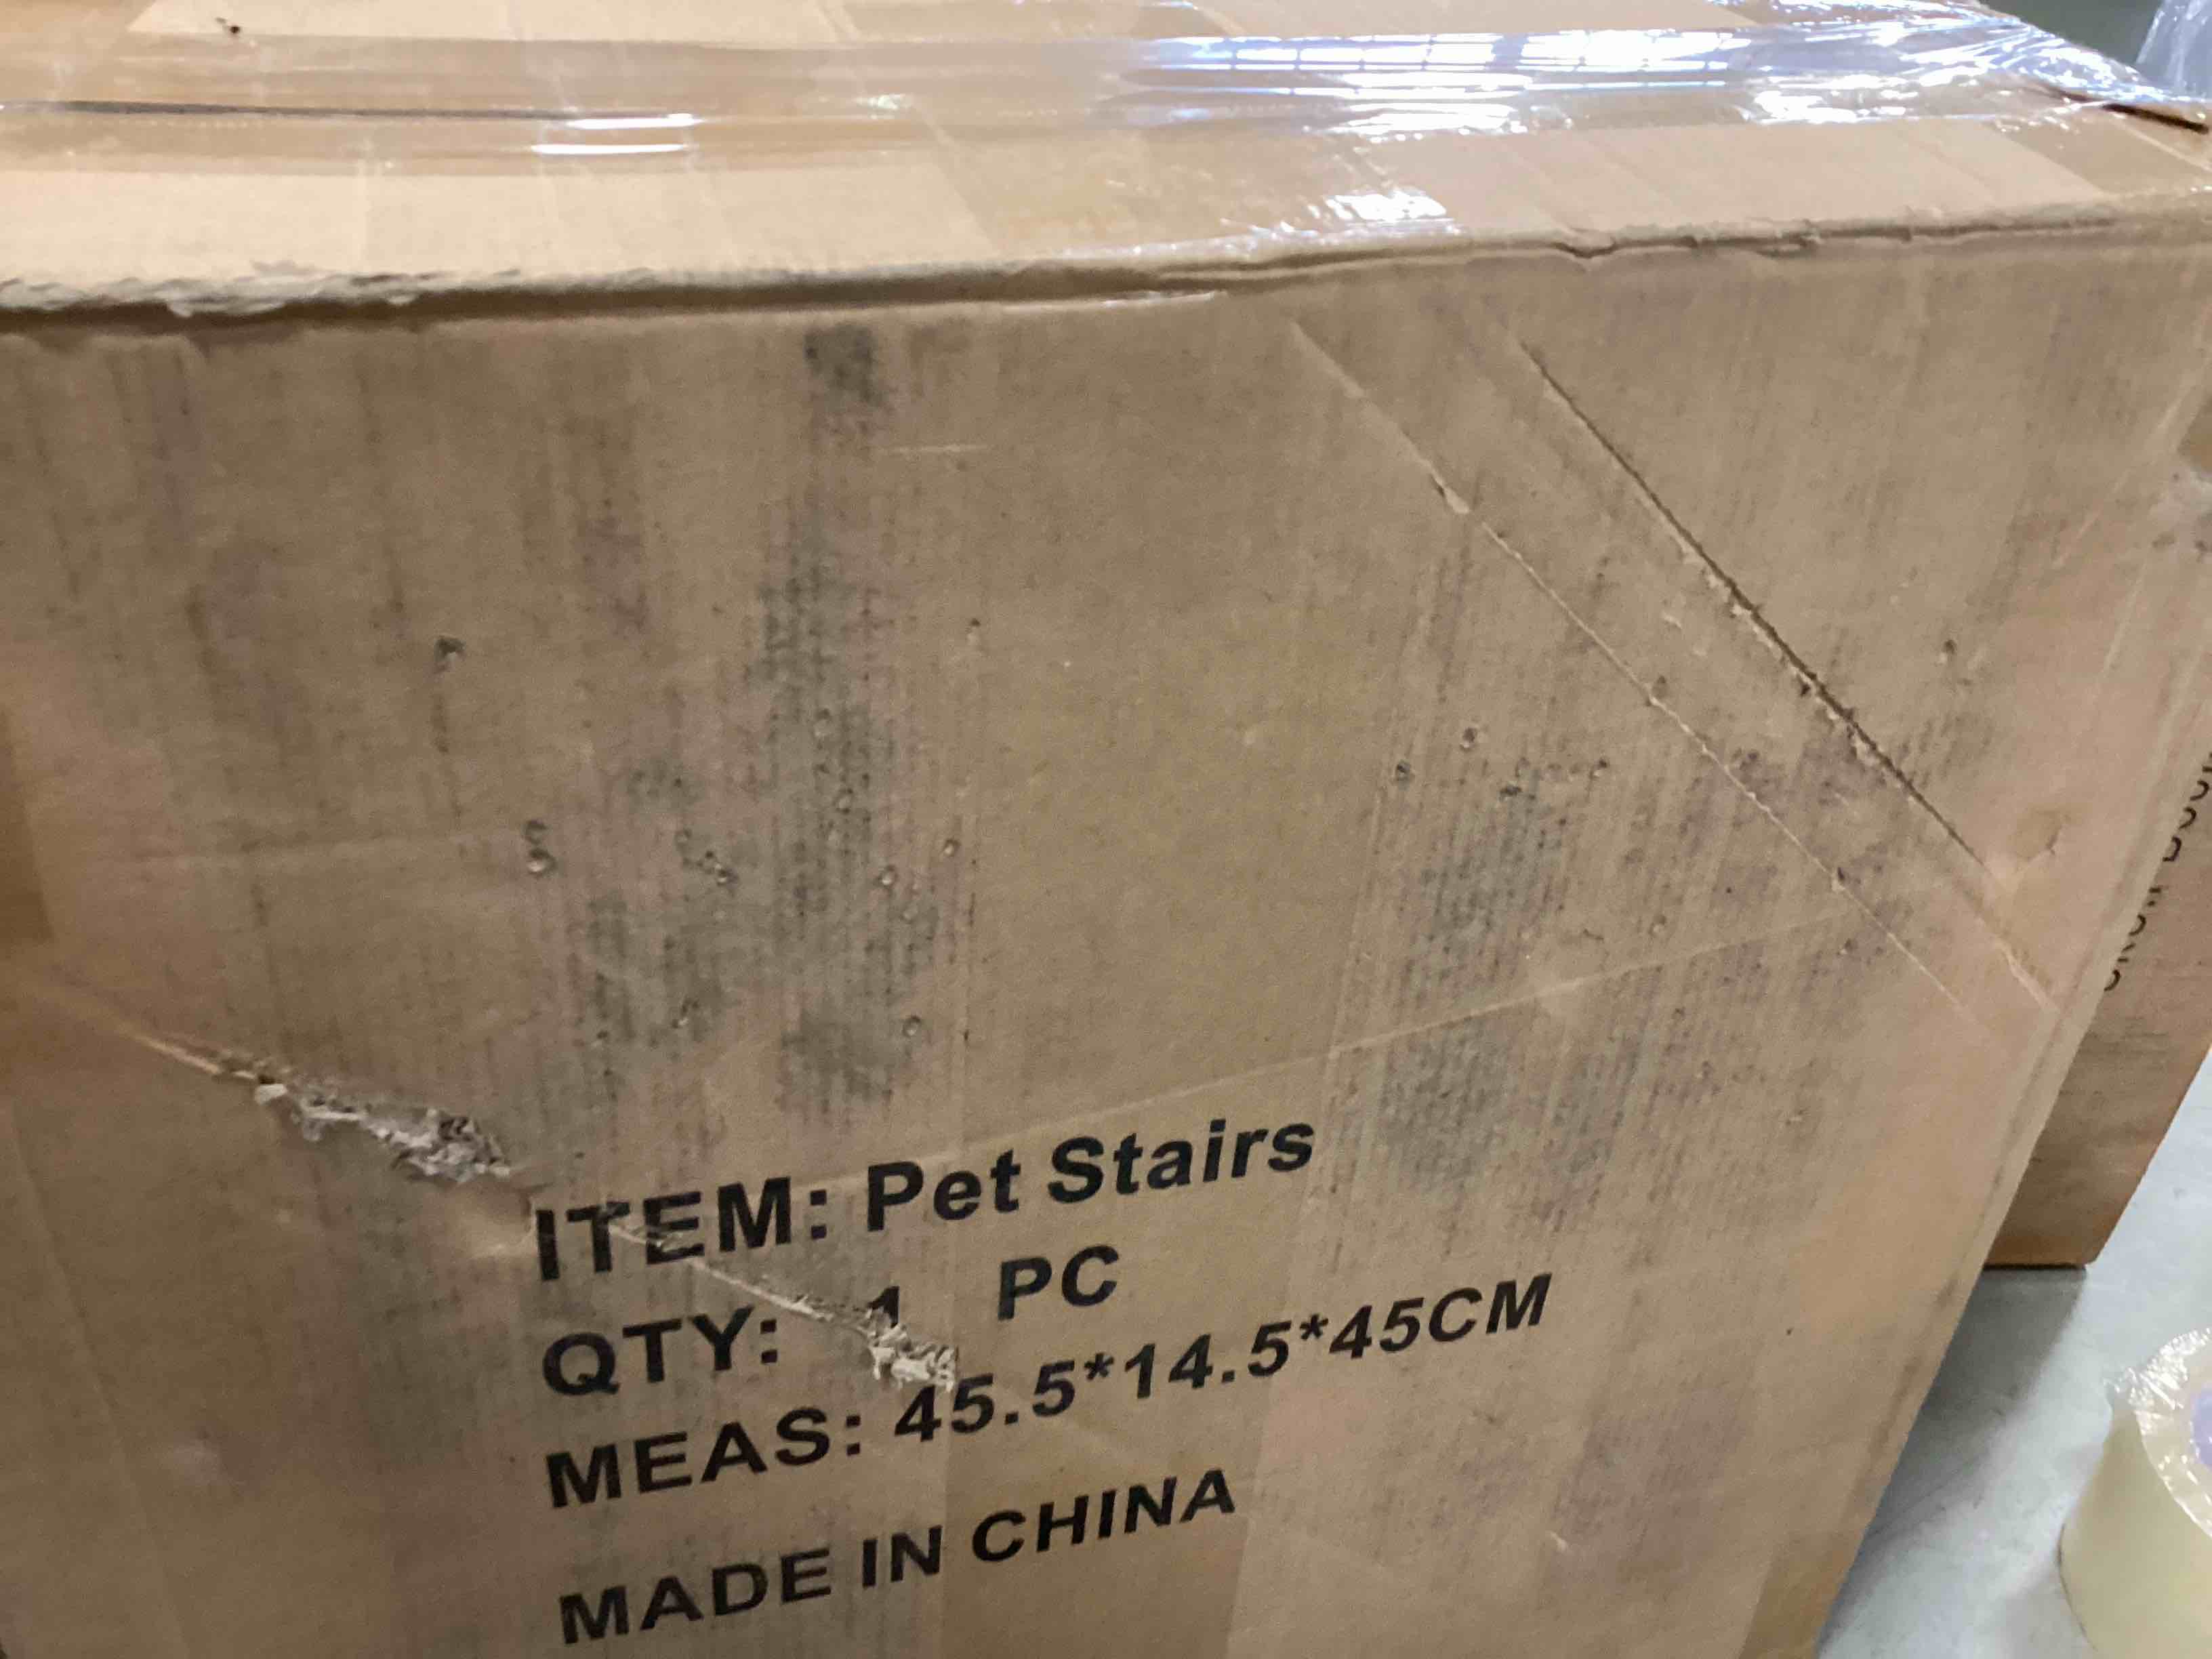 ITEM: Pet Stairs
QTY: 1 PC
MEAS: 45.5*14.5*45CM
MADE IN CHINA